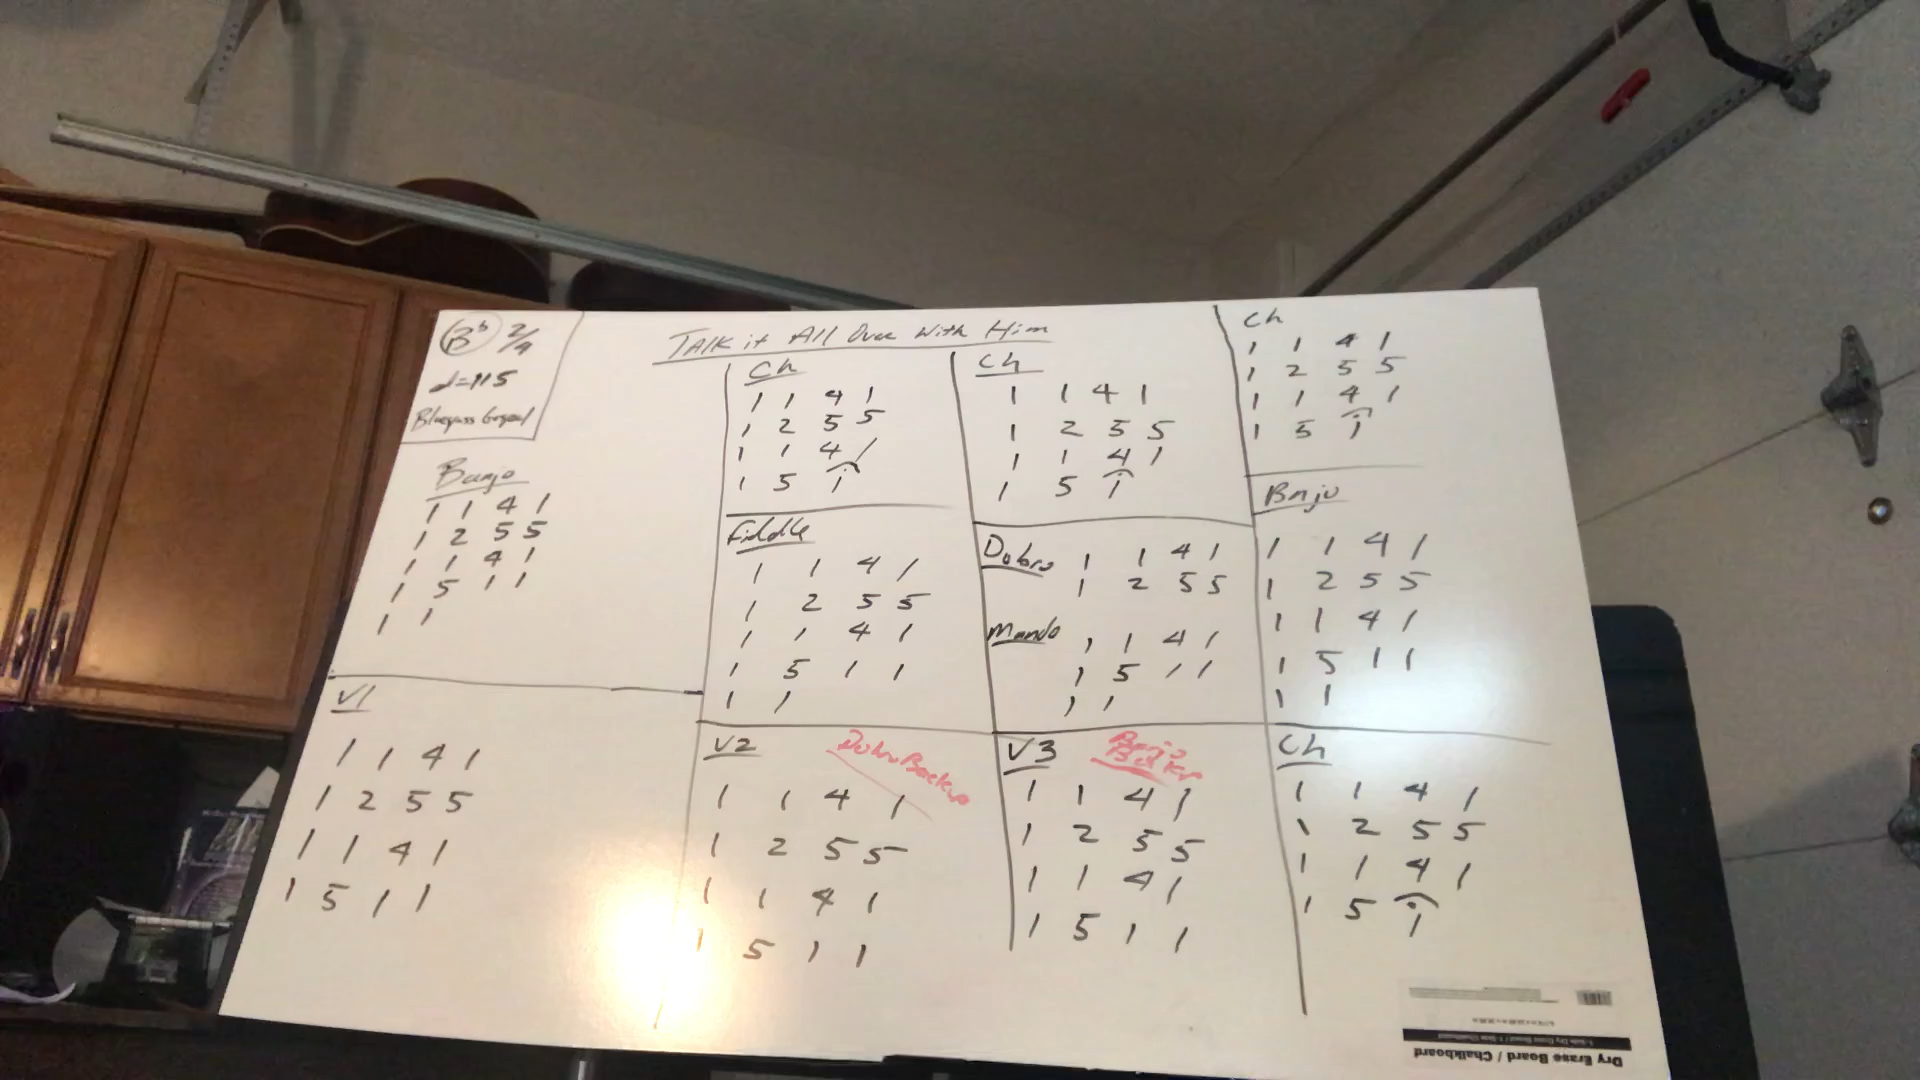 Bb 2/4
♩=115
Bluegrass Gospel
Talk it All Over With Him
Banjo
1 1 4 1
1 2 5 5
1 1 4 1
1 5 1 1
1 1
V1
1 1 4 1
1 2 5 5
1 1 4 1
1 5 1 1
Ch
1 1 4 1
1 2 5 5
1 1 4 1
1 5 1
Fiddle
1 1 4 1
1 2 5 5
1 1 4 1
1 5 1 1
1 1
V2
Dobro Backup
1 1 4 1
1 2 5 5
1 1 4 1
1 5 1 1
Ch
1 1 4 1
1 2 5 5
1 1 4 1
1 5 1
Dobro 1 1 4 1
1 2 5 5
Mando 1 1 4 1
1 5 1 1
1 1
V3
Banjo
1 1 4 1
1 2 5 5
1 1 4 1
1 5 1 1
Ch
1 1 4 1
1 2 5 5
1 1 4 1
1 5 1
Banjo
1 1 4 1
1 2 5 5
1 1 4 1
1 5 1 1
1 1
Ch
1 1 4 1
1 2 5 5
1 1 4 1
1 5 1
Dry Erase Board / Chalkboard